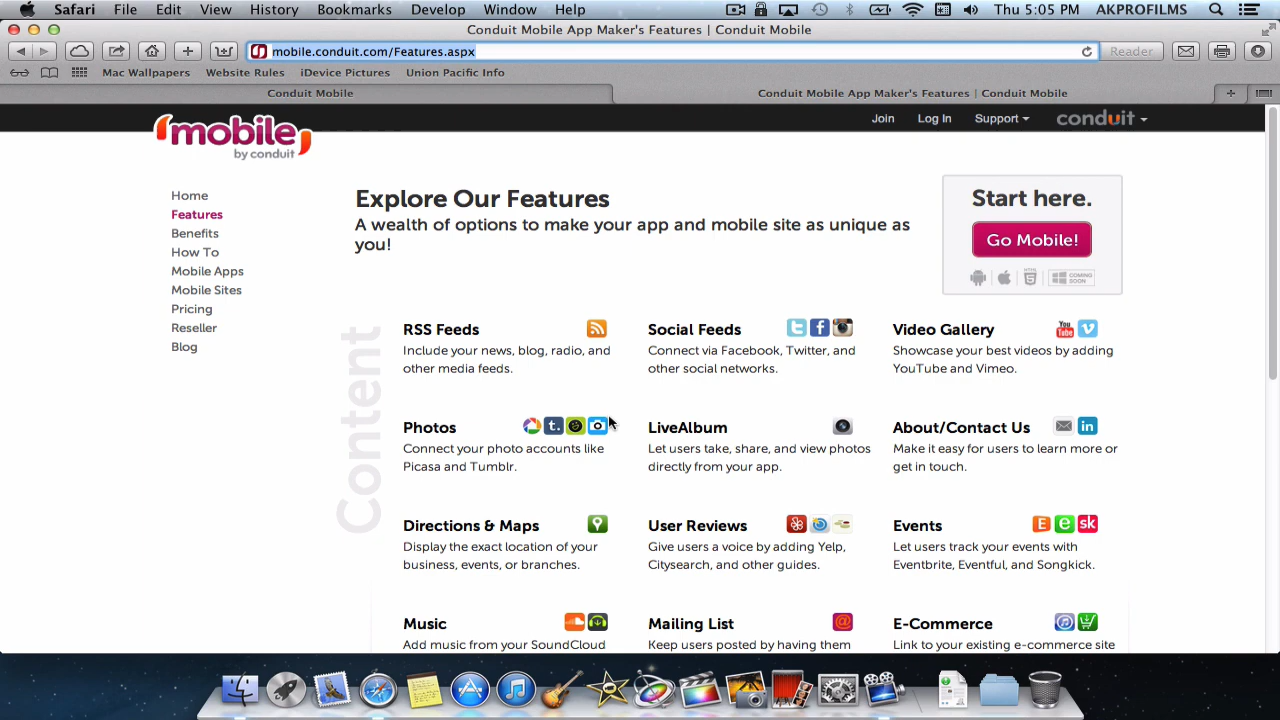 Safari File Edit View History Bookmarks Develop Window Help Thu 5:05 PM AKPROFILMS
Conduit Mobile App Maker's Features | Conduit Mobile
mobile.conduit.com/Features.aspx Reader
Mac Wallpapers Website Rules iDevice Pictures Union Pacific Info
Conduit Mobile Conduit Mobile App Maker's Features | Conduit Mobile
mobile by conduit
Join Log In Support conduit
Home
Features
Benefits
How To
Mobile Apps
Mobile Sites
Pricing
Reseller
Blog
Explore Our Features
A wealth of options to make your app and mobile site as unique as
you!
Start here.
Go Mobile!
HTML 5 COMING SOON
Content
RSS Feeds
Include your news, blog, radio, and
other media feeds.
Social Feeds
Connect via Facebook, Twitter, and
other social networks.
Video Gallery
You Tube
Showcase your best videos by adding
YouTube and Vimeo.
Photos
Connect your photo accounts like
Picasa and Tumblr.
LiveAlbum
Let users take, share, and view photos
directly from your app.
About/Contact Us
Make it easy for users to learn more or
get in touch.
Directions & Maps
Display the exact location of your
business, events, or branches.
User Reviews
Give users a voice by adding Yelp,
Citysearch, and other guides.
Events
Let users track your events with
Eventbrite, Eventful, and Songkick.
Music
Add music from your SoundCloud
Mailing List
Keep users posted by having them
E-Commerce
Link to your existing e-commerce site